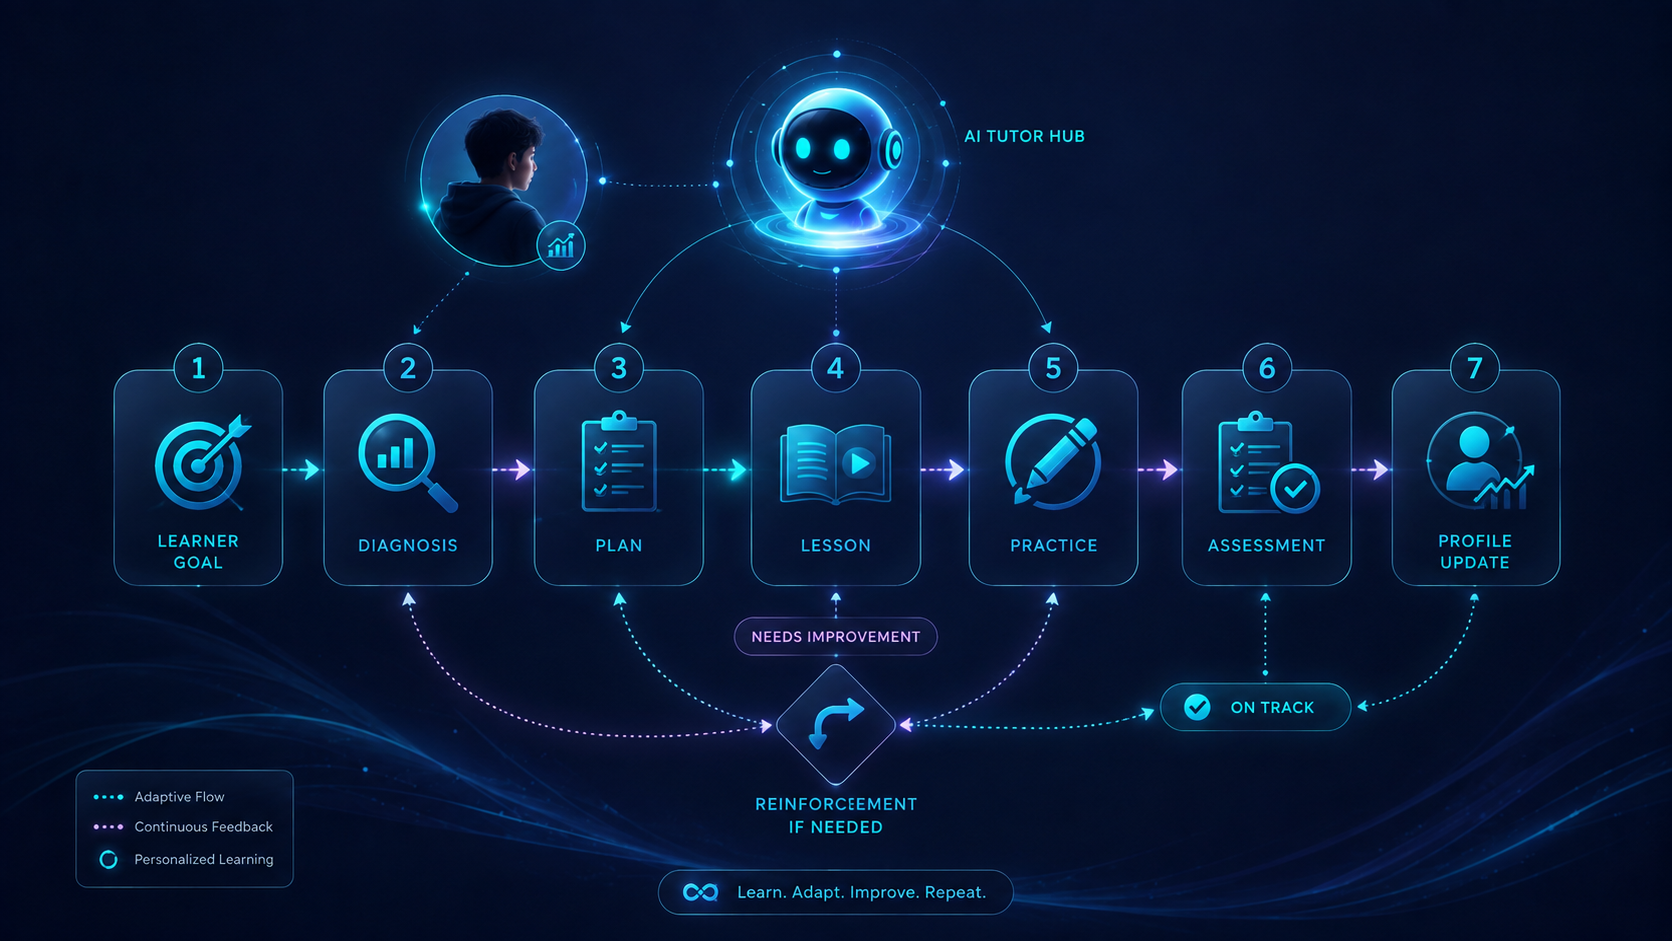 AI TUTOR HUB
1
2
3
4
5
6
7
LEARNER
GOAL
DIAGNOSIS
PLAN
LESSON
PRACTICE
ASSESSMENT
PROFILE
UPDATE
NEEDS IMPROVEMENT
ON TRACK
REINFORCEEMENT
IF NEEDED
Adaptive Flow
Continuous Feedback
Personalized Learning
Learn. Adapt. Improve. Repeat.